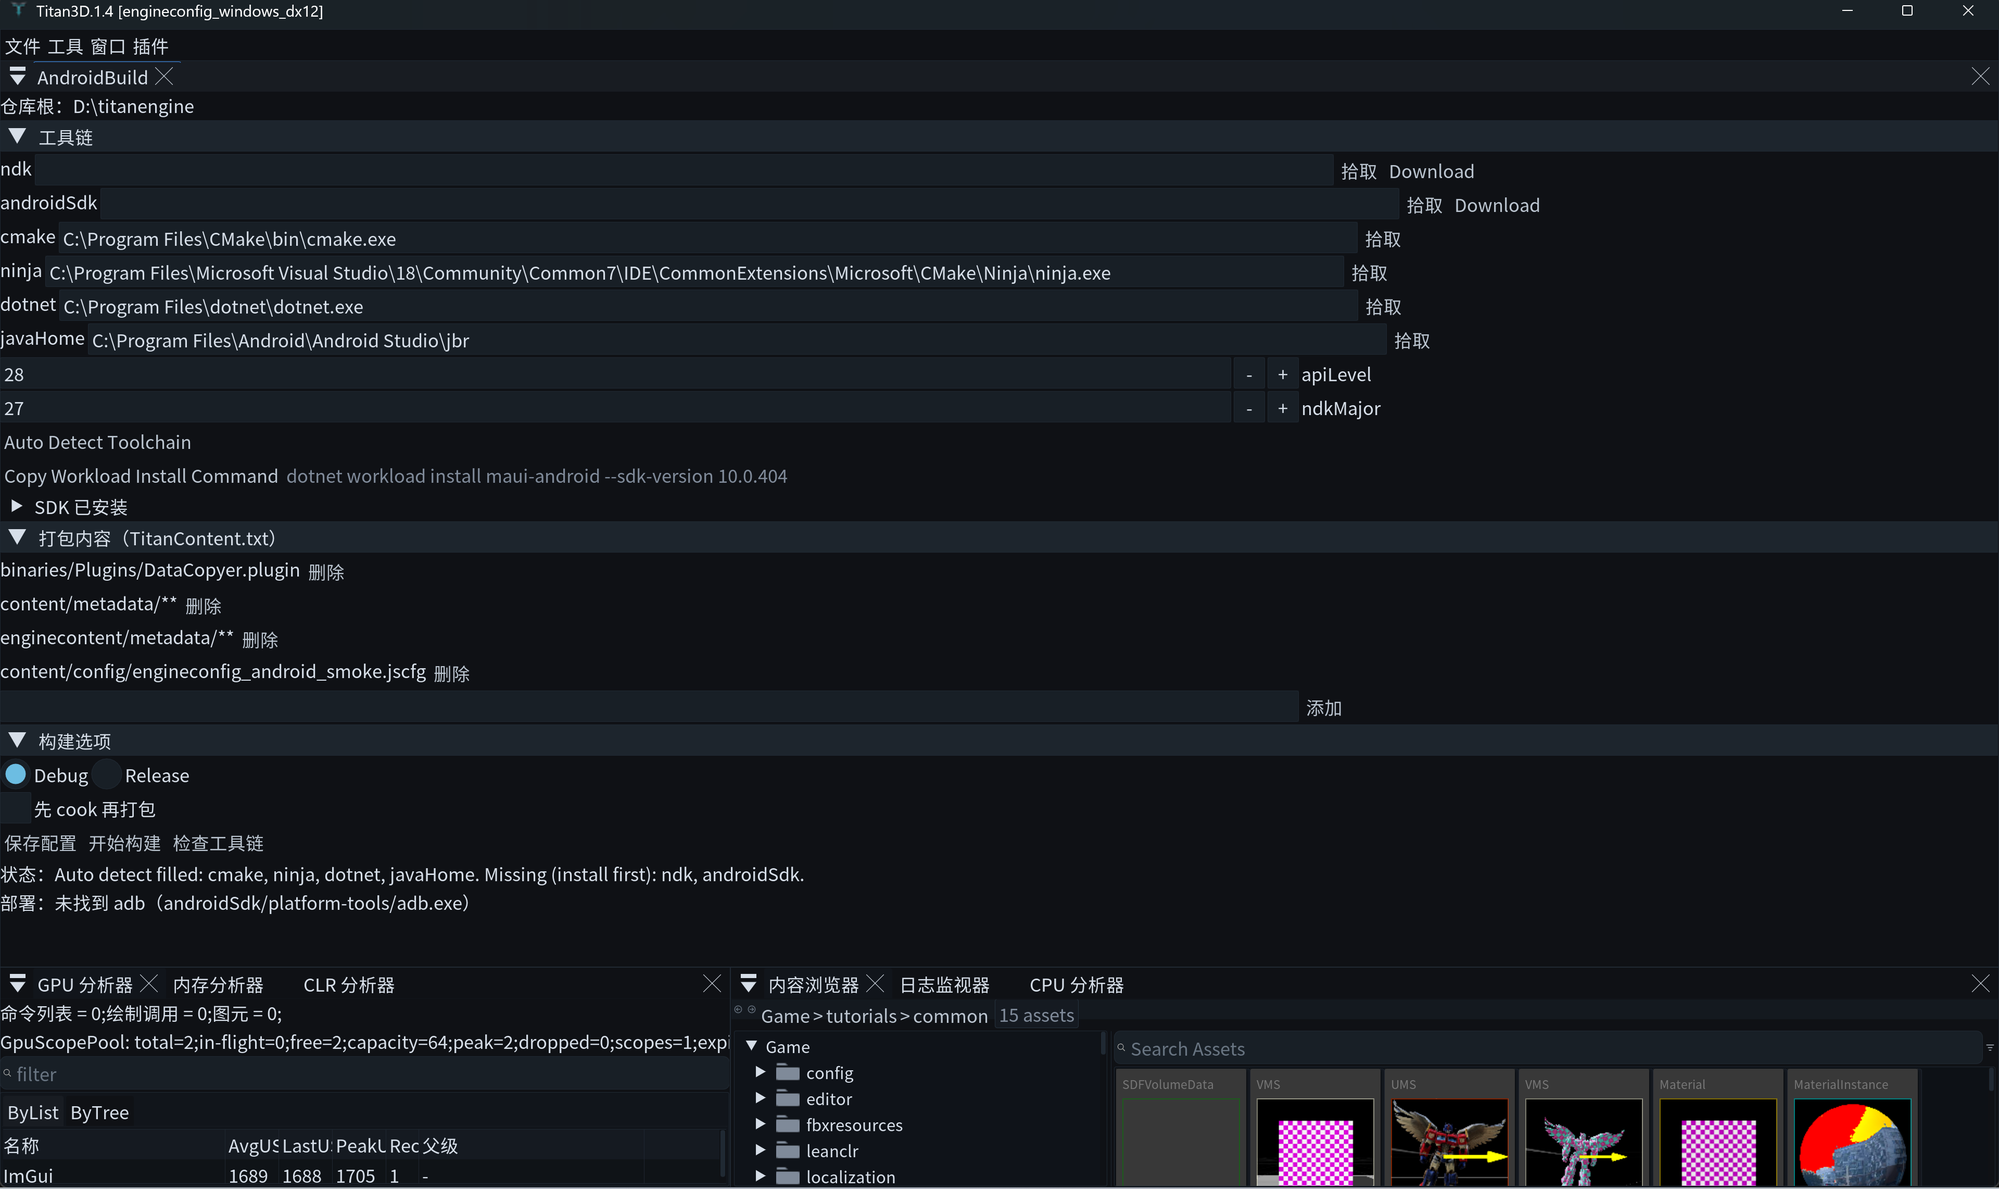 Titan3D.1.4 [engineconfig_windows_dx12]
文件 工具 窗口 插件
AndroidBuild
仓库根：D:\titanengine
工具链
ndk 拾取 Download
androidSdk 拾取 Download
cmake C:\Program Files\CMake\bin\cmake.exe 拾取
ninja C:\Program Files\Microsoft Visual Studio\18\Community\Common7\IDE\CommonExtensions\Microsoft\CMake\Ninja\ninja.exe 拾取
dotnet C:\Program Files\dotnet\dotnet.exe 拾取
javaHome C:\Program Files\Android\Android Studio\jbr 拾取
28 - + apiLevel
27 - + ndkMajor
Auto Detect Toolchain
Copy Workload Install Command dotnet workload install maui-android --sdk-version 10.0.404
SDK 已安装
打包内容（TitanContent.txt）
binaries/Plugins/DataCopyer.plugin 删除
content/metadata/** 删除
enginecontent/metadata/** 删除
content/config/engineconfig_android_smoke.jscfg 删除
添加
构建选项
Debug Release
先 cook 再打包
保存配置 开始构建 检查工具链
状态：Auto detect filled: cmake, ninja, dotnet, javaHome. Missing (install first): ndk, androidSdk.
部署：未找到 adb（androidSdk/platform-tools/adb.exe）
GPU 分析器 内存分析器 CLR 分析器
命令列表 = 0;绘制调用 = 0;图元 = 0;
GpuScopePool: total=2;in-flight=0;free=2;capacity=64;peak=2;dropped=0;scopes=1;expi
filter
ByList ByTree
名称 AvgUS LastU PeakU Rec 父级
ImGui 1689 1688 1705 1 -
内容浏览器 日志监视器 CPU 分析器
Game > tutorials > common 15 assets
Game
config
editor
fbxresources
leanclr
localization
Search Assets
SDFVolumeData VMS UMS VMS Material MaterialInstance